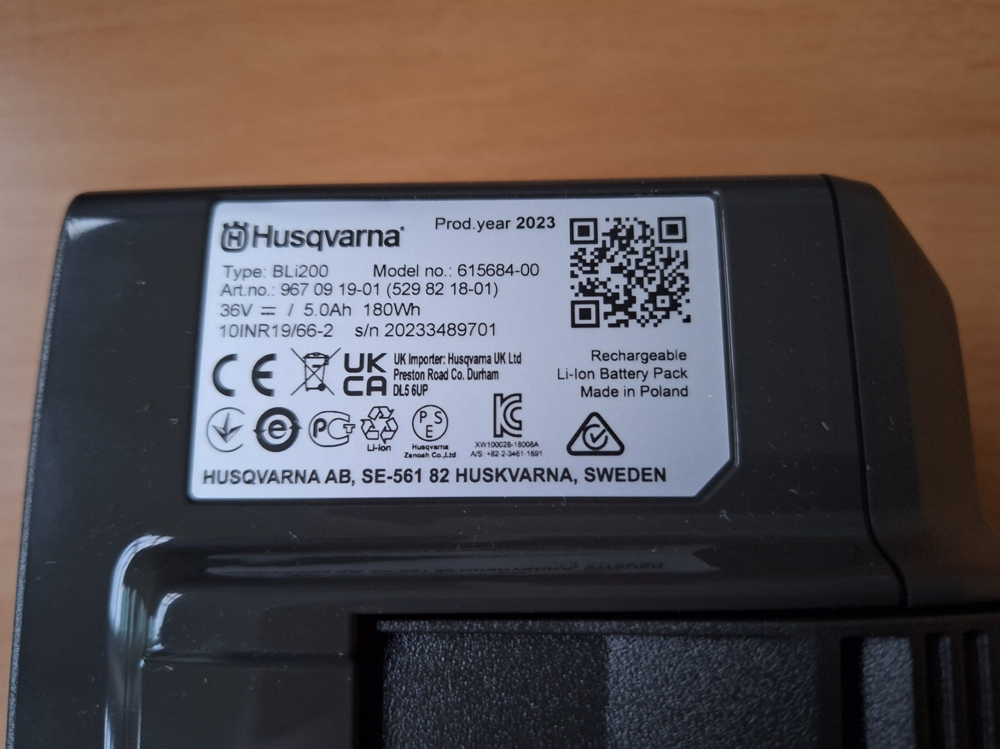 Husqvarna®
Prod.year 2023
Type: BLi200 Model no.: 615684-00
Art.no.: 967 09 19-01 (529 82 18-01)
36V ⎓ / 5.0Ah 180Wh
10INR19/66-2 s/n 20233489701
CE
UK
CA
UK Importer: Husqvarna UK Ltd
Preston Road Co. Durham
DL5 6UP
Rechargeable
Li-Ion Battery Pack
Made in Poland
e
PCT
Li-Ion
PSE
Husqvarna
Zenoah Co.,Ltd
KC
XW100028-18008A
A/S: +82-2-3461-1691
HUSQVARNA AB, SE-561 82 HUSKVARNA, SWEDEN